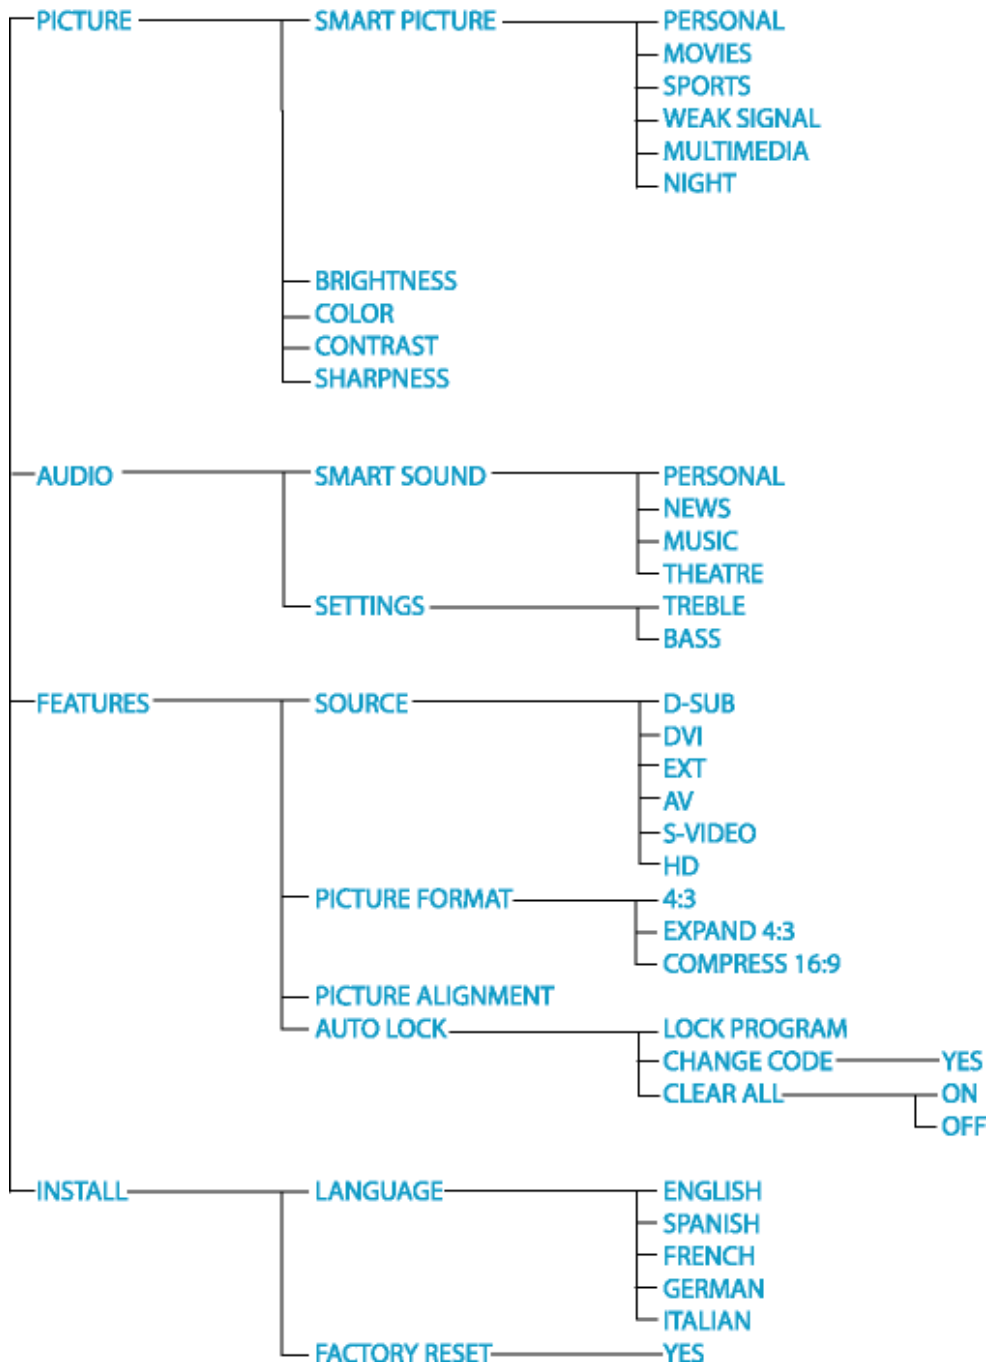 PICTURE SMART PICTURE PERSONAL
MOVIES
SPORTS
WEAK SIGNAL
MULTIMEDIA
NIGHT
BRIGHTNESS
COLOR
CONTRAST
SHARPNESS
AUDIO SMART SOUND PERSONAL
NEWS
MUSIC
THEATRE
SETTINGS TREBLE
BASS
FEATURES SOURCE D-SUB
DVI
EXT
AV
S-VIDEO
HD
PICTURE FORMAT 4:3
EXPAND 4:3
COMPRESS 16:9
PICTURE ALIGNMENT
AUTO LOCK LOCK PROGRAM
CHANGE CODE YES
CLEAR ALL ON
OFF
INSTALL LANGUAGE ENGLISH
SPANISH
FRENCH
GERMAN
ITALIAN
FACTORY RESET YES